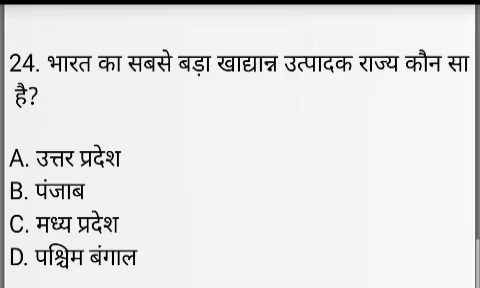 24. भारत का सबसे बड़ा खाद्यान्न उत्पादक राज्य कौन सा
है?
A. उत्तर प्रदेश
B. पंजाब
C. मध्य प्रदेश
D. पश्चिम बंगाल